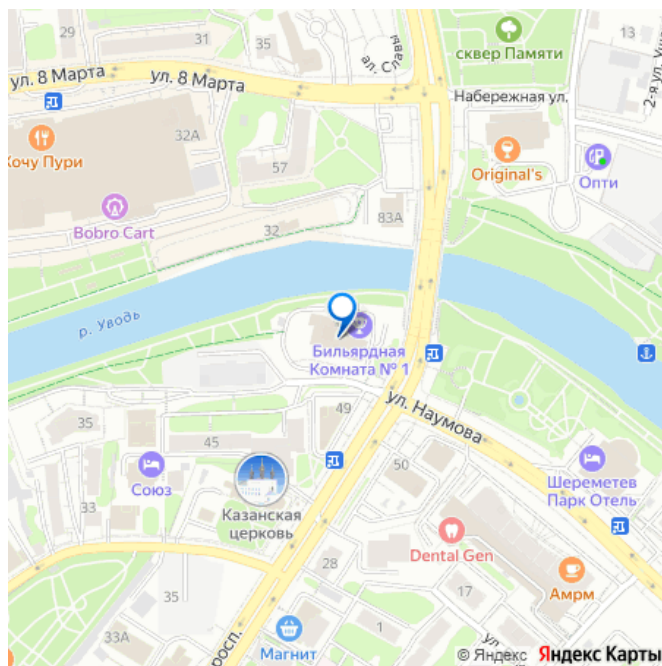 29
31
35
ал. Славы
сквер Памяти
13
ул. 8 Марта
ул. 8 Марта
Набережная ул.
32А
Хочу Пури
57
Original's
Опти
Bobro Cart
32
83А
р. Уводь
Бильярдная
Комната № 1
ул. Наумова
35
45
49
Союз
50
Шереметев
Парк Отель
33
Казанская
церковь
Dental Gen
35
28
17
Амрм
33А
Магнит
1
© Яндекс Яндекс Карты